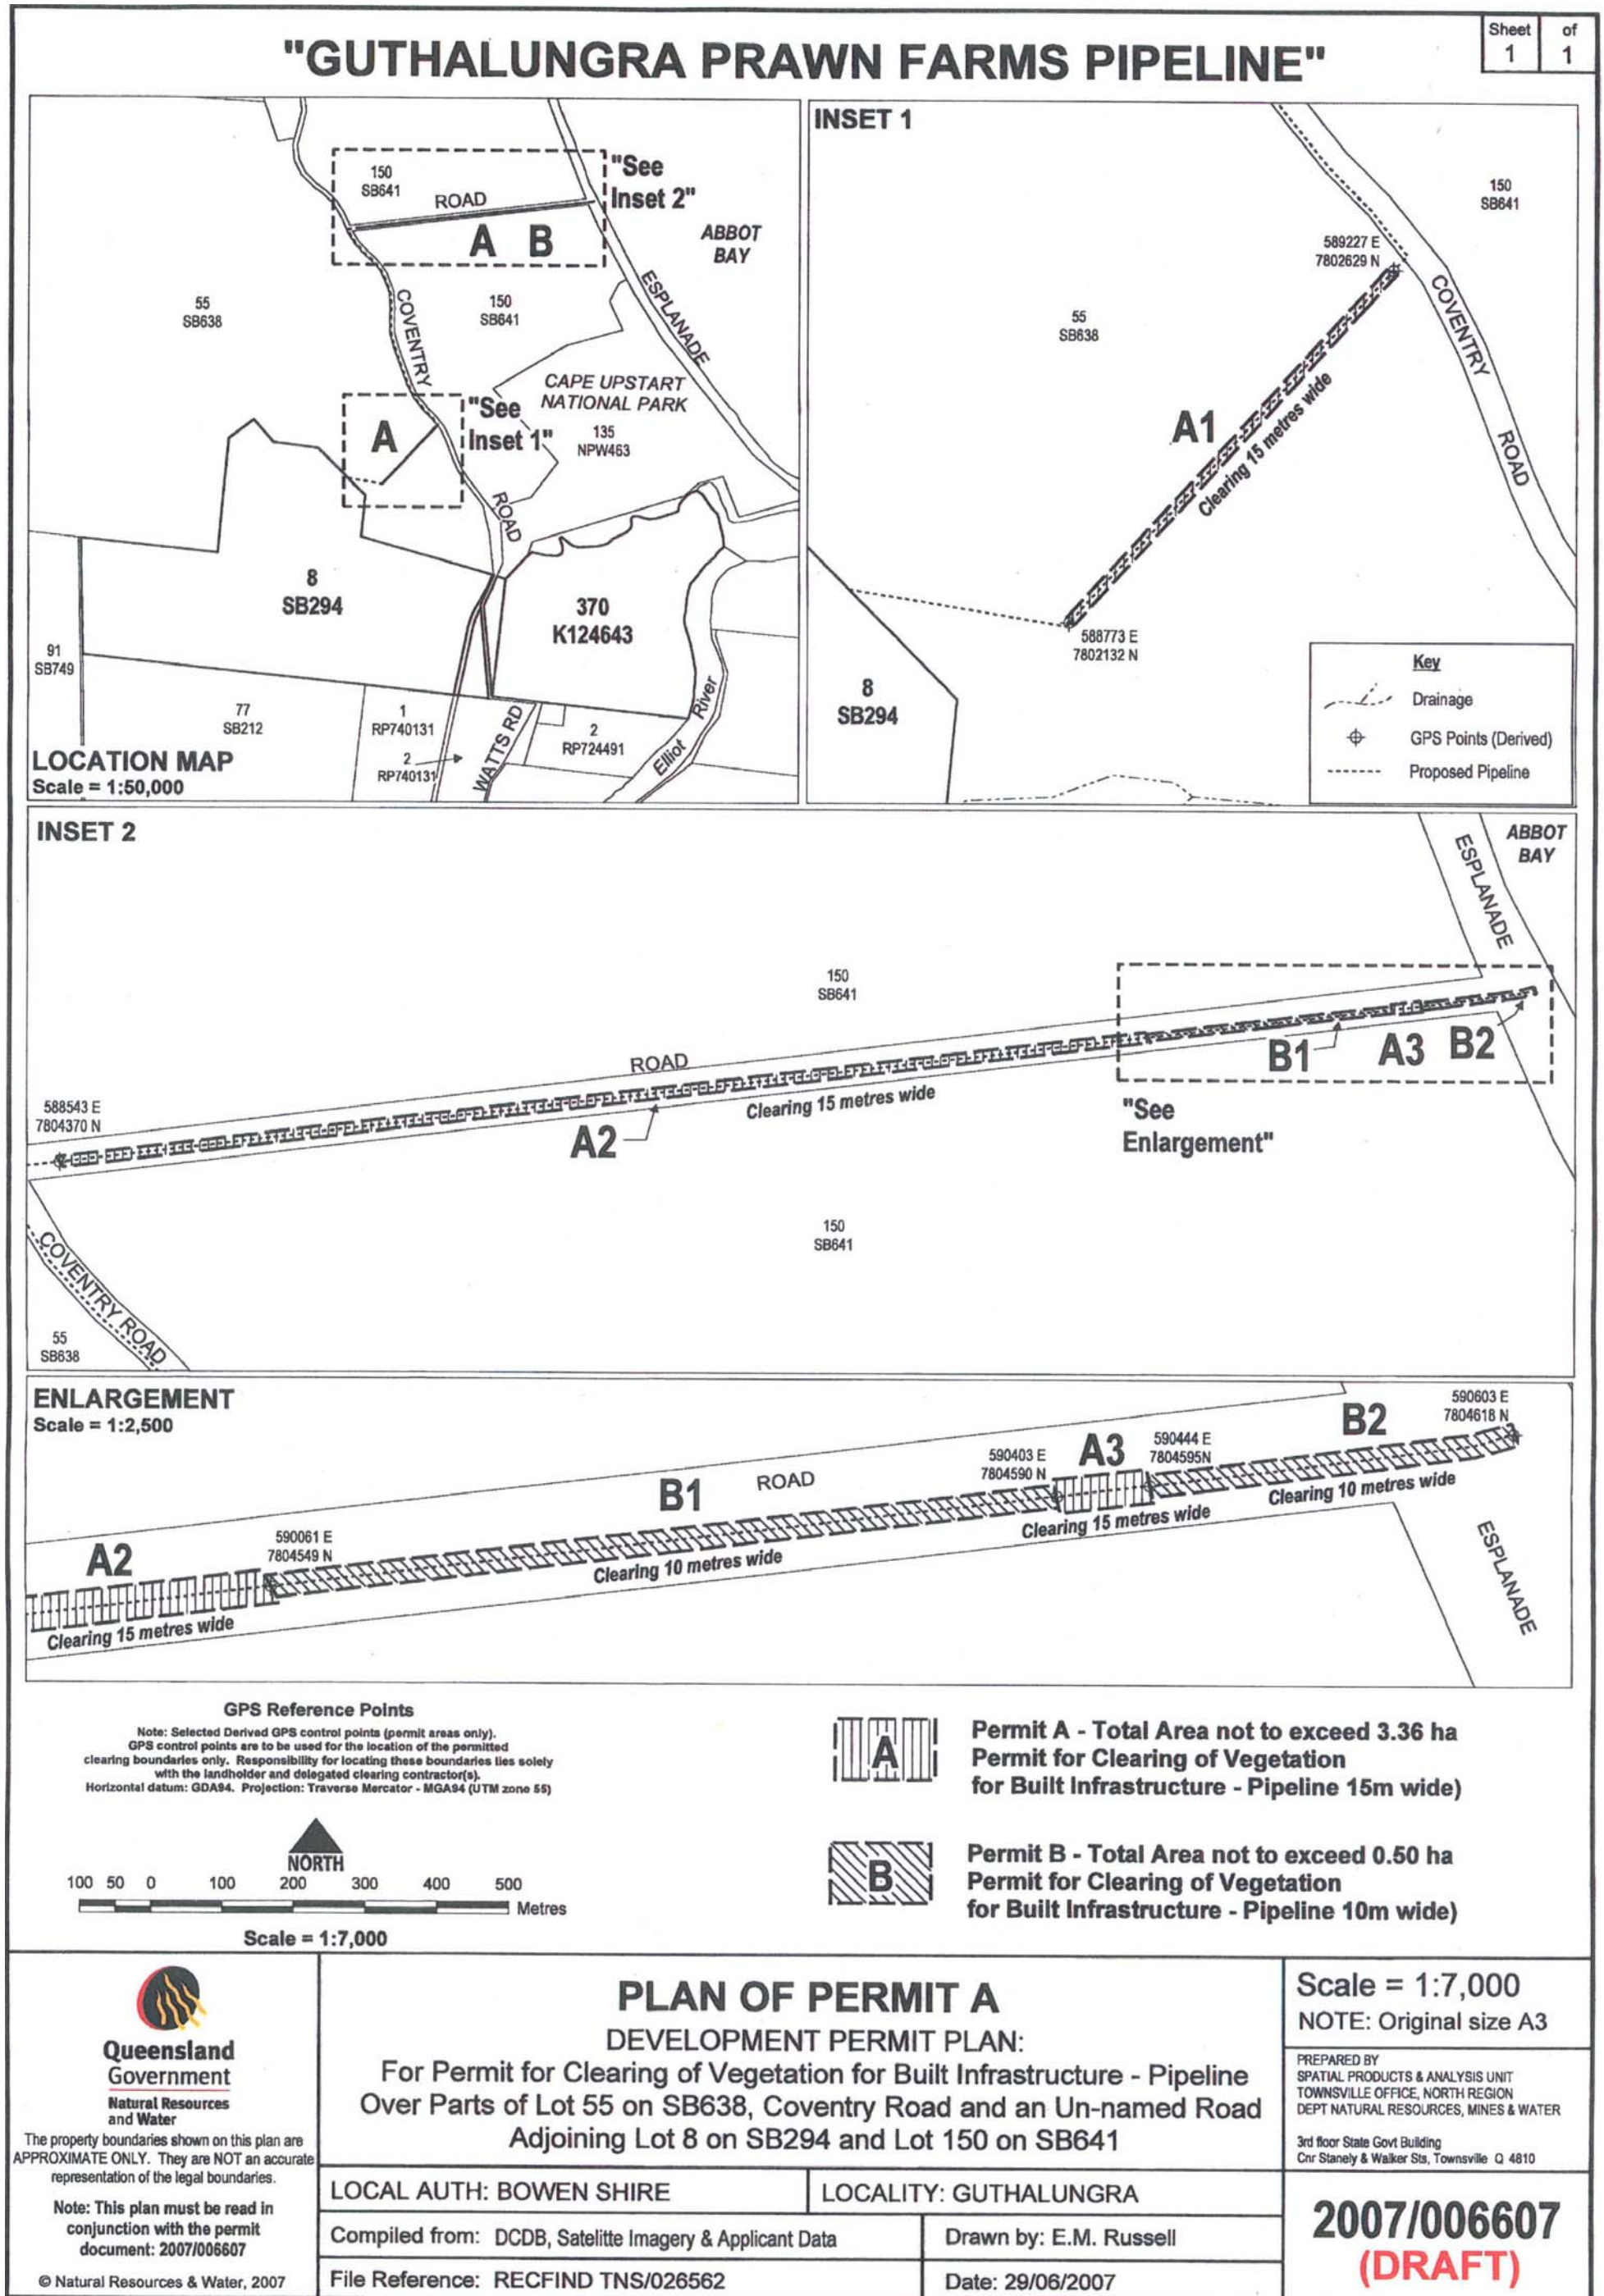 "GUTHALUNGRA PRAWN FARMS PIPELINE"
Sheet of
1 1
150
SB641
ROAD
"See
Inset 2"
A B
ABBOT
BAY
55
SB638
COVENTRY
150
SB641
ESPLANADE
CAPE UPSTART
NATIONAL PARK
135
NPW463
A
"See
Inset 1"
ROAD
8
SB294
370
K124643
91
SB749
77
SB212
1
RP740131
2
RP740131
WATTS RD
2
RP724491
Elliot River
LOCATION MAP
Scale = 1:50,000
INSET 1
150
SB641
589227 E
7802629 N
COVENTRY
ROAD
55
SB638
A1
Clearing 15 metres wide
588773 E
7802132 N
8
SB294
Key
Drainage
GPS Points (Derived)
Proposed Pipeline
INSET 2
ABBOT
BAY
ESPLANADE
150
SB641
ROAD
B1 A3 B2
588543 E
7804370 N
Clearing 15 metres wide
A2
"See
Enlargement"
150
SB641
COVENTRY ROAD
55
SB638
ENLARGEMENT
Scale = 1:2,500
590603 E
7804618 N
B2
590444 E
7804595N
A3
590403 E
7804590 N
ROAD
B1
590061 E
7804549 N
A2
Clearing 10 metres wide
Clearing 15 metres wide
Clearing 10 metres wide
Clearing 15 metres wide
ESPLANADE
GPS Reference Points
Note: Selected Derived GPS control points (permit areas only).
GPS control points are to be used for the location of the permitted
clearing boundaries only. Responsibility for locating these boundaries lies solely
with the landholder and delegated clearing contractor(s).
Horizontal datum: GDA94. Projection: Traverse Mercator - MGA94 (UTM zone 55)
NORTH
100 50 0 100 200 300 400 500
Metres
Scale = 1:7,000
A
Permit A - Total Area not to exceed 3.36 ha
Permit for Clearing of Vegetation
for Built Infrastructure - Pipeline 15m wide)
B
Permit B - Total Area not to exceed 0.50 ha
Permit for Clearing of Vegetation
for Built Infrastructure - Pipeline 10m wide)
Queensland
Government
Natural Resources
and Water
The property boundaries shown on this plan are
APPROXIMATE ONLY. They are NOT an accurate
representation of the legal boundaries.
Note: This plan must be read in
conjunction with the permit
document: 2007/006607
© Natural Resources & Water, 2007
PLAN OF PERMIT A
DEVELOPMENT PERMIT PLAN:
For Permit for Clearing of Vegetation for Built Infrastructure - Pipeline
Over Parts of Lot 55 on SB638, Coventry Road and an Un-named Road
Adjoining Lot 8 on SB294 and Lot 150 on SB641
LOCAL AUTH: BOWEN SHIRE
LOCALITY: GUTHALUNGRA
Compiled from: DCDB, Satelitte Imagery & Applicant Data
Drawn by: E.M. Russell
File Reference: RECFIND TNS/026562
Date: 29/06/2007
Scale = 1:7,000
NOTE: Original size A3
PREPARED BY
SPATIAL PRODUCTS & ANALYSIS UNIT
TOWNSVILLE OFFICE, NORTH REGION
DEPT NATURAL RESOURCES, MINES & WATER
3rd floor State Govt Building
Cnr Stanely & Walker Sts, Townsville Q 4810
2007/006607
(DRAFT)